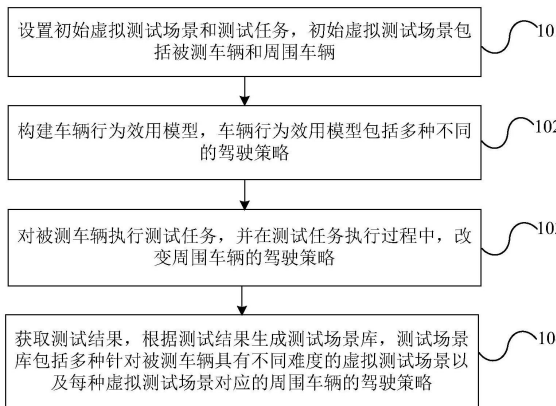 设置初始虚拟测试场景和测试任务，初始虚拟测试场景包
括被测车辆和周围车辆
10
构建车辆行为效用模型，车辆行为效用模型包括多种不同
的驾驶策略
102
对被测车辆执行测试任务，并在测试任务执行过程中，改
变周围车辆的驾驶策略
10
获取测试结果，根据测试结果生成测试场景库，测试场景
库包括多种针对被测车辆具有不同难度的虚拟测试场景以
及每种虚拟测试场景对应的周围车辆的驾驶策略
10